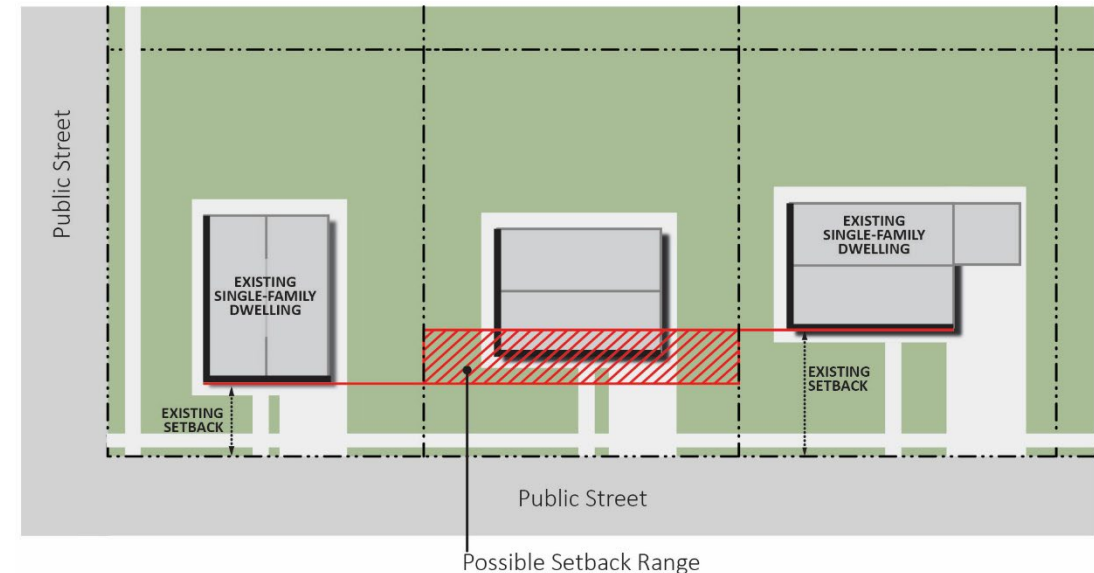 Public Street
EXISTING
SINGLE-FAMILY
DWELLING
EXISTING
SETBACK
EXISTING
SINGLE-FAMILY
DWELLING
EXISTING
SETBACK
Public Street
Possible Setback Range